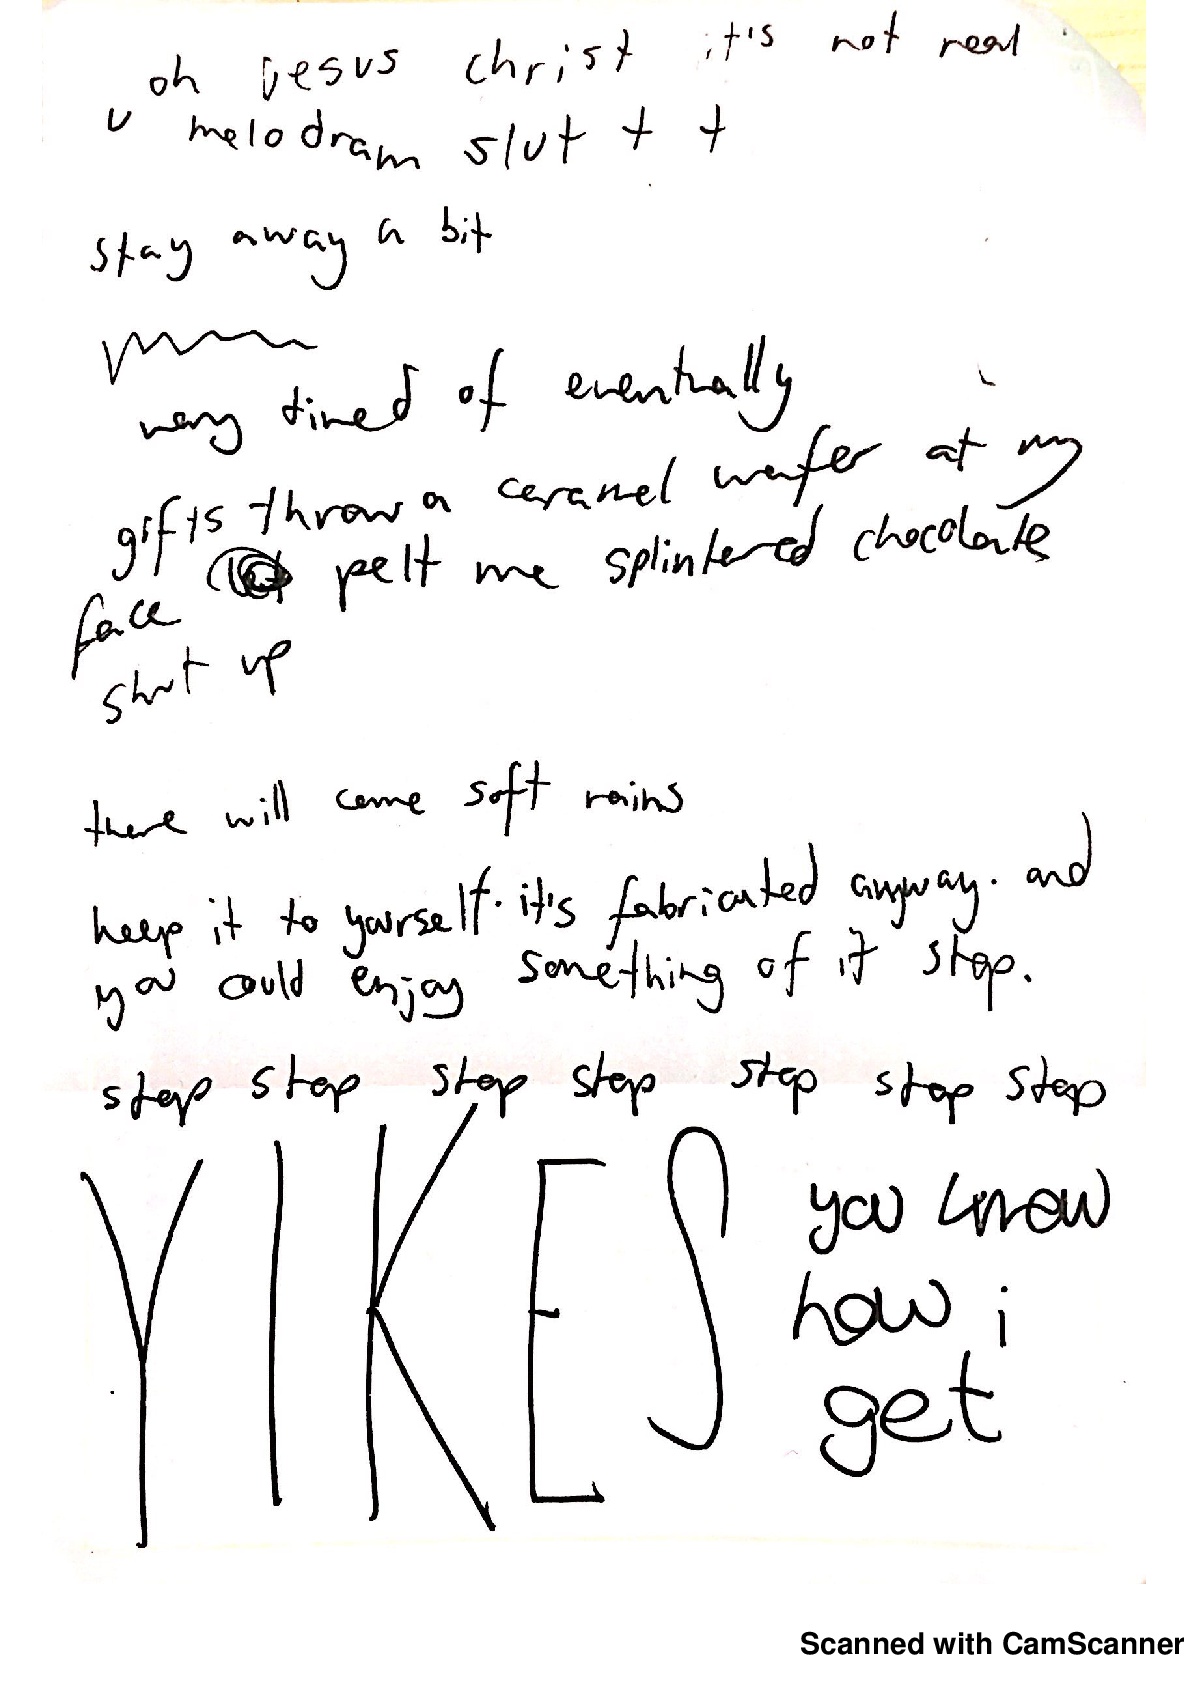 oh jesus christ it's not real
u melodram slut t t
stay away a bit
very tired of eventually
gifts throw a caramel wafer at my
face pelt me splintered chocolate
shut up
there will come soft rains
keep it to yourself. it's fabricated anyway. and
you could enjoy something of it stop.
stop stop stop stop stop stop stop
YIKES you know
how i
get
Scanned with CamScanner